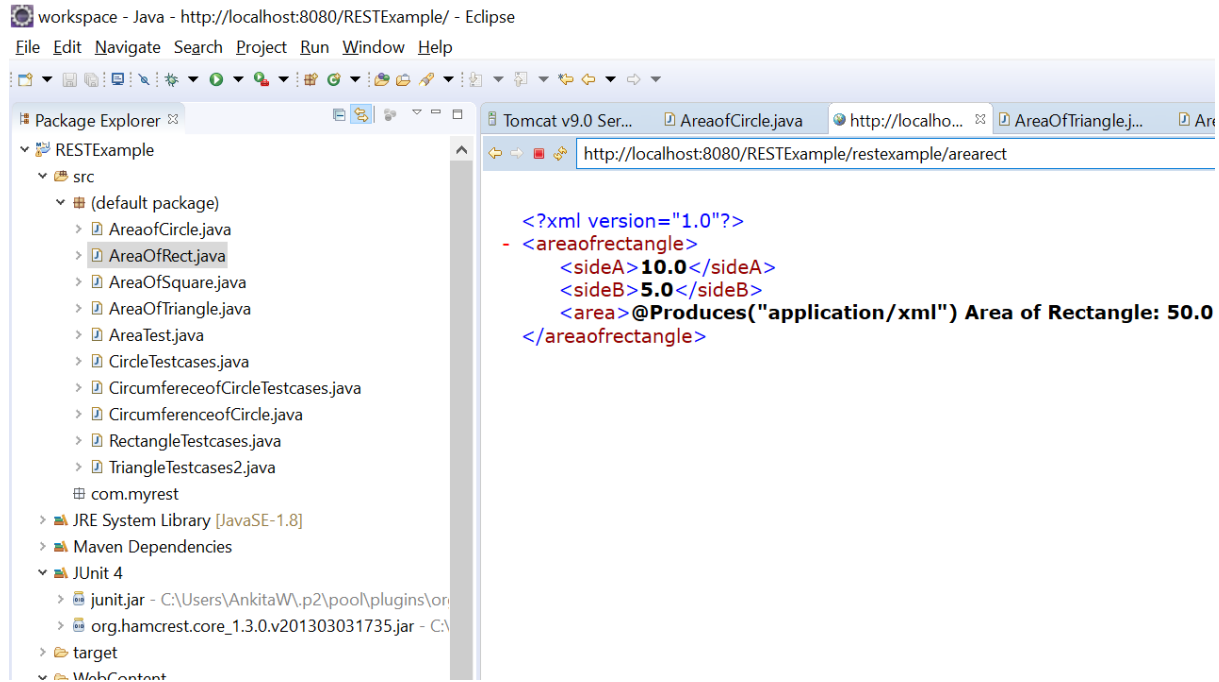 workspace - Java - http://localhost:8080/RESTExample/ - Eclipse
File Edit Navigate Search Project Run Window Help
Package Explorer
RESTExample
src
(default package)
AreaofCircle.java
AreaOfRect.java
AreaOfSquare.java
AreaOfTriangle.java
AreaTest.java
CircleTestcases.java
CircumfereceofCircleTestcases.java
CircumferenceofCircle.java
RectangleTestcases.java
TriangleTestcases2.java
com.myrest
JRE System Library [JavaSE-1.8]
Maven Dependencies
JUnit 4
junit.jar - C:\Users\AnkitaW\.p2\pool\plugins\or
org.hamcrest.core_1.3.0.v201303031735.jar - C:\
target
WebContent
Tomcat v9.0 Ser... AreaofCircle.java http://localho... AreaOfTriangle.j... Are
http://localhost:8080/RESTExample/restexample/arearect
<?xml version="1.0"?>
- <areaofrectangle>
<sideA>10.0</sideA>
<sideB>5.0</sideB>
<area>@Produces("application/xml") Area of Rectangle: 50.0
</areaofrectangle>